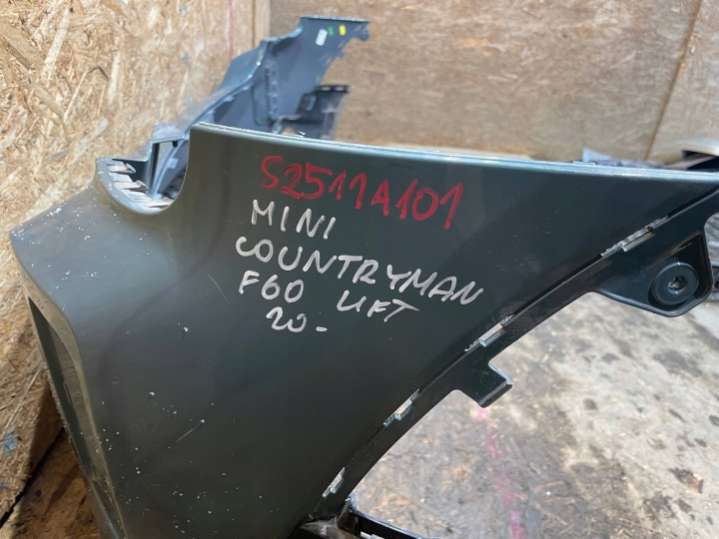 S2511A101
MINI
COUNTRYMAN
F60 LIFT
20-